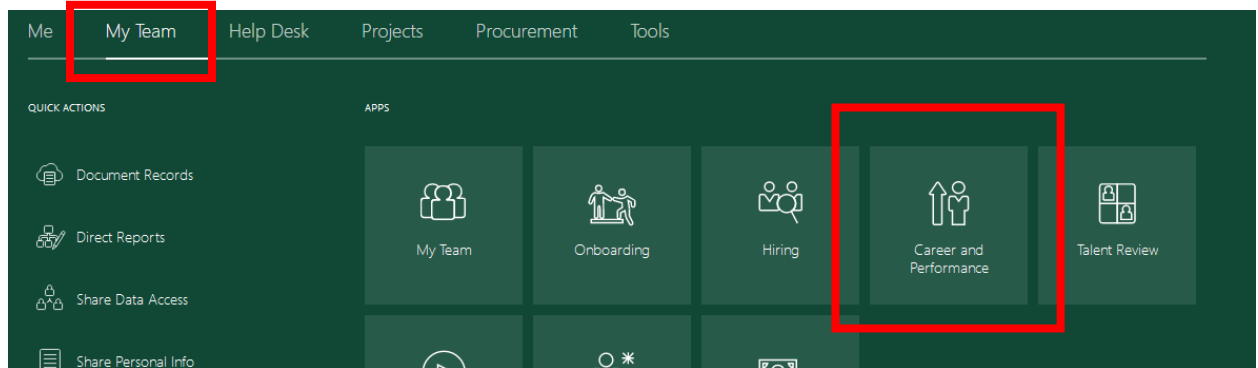 Me My Team Help Desk Projects Procurement Tools
QUICK ACTIONS
Document Records
Direct Reports
Share Data Access
Share Personal Info
APPS
My Team
Onboarding
Hiring
Career and
Performance
Talent Review